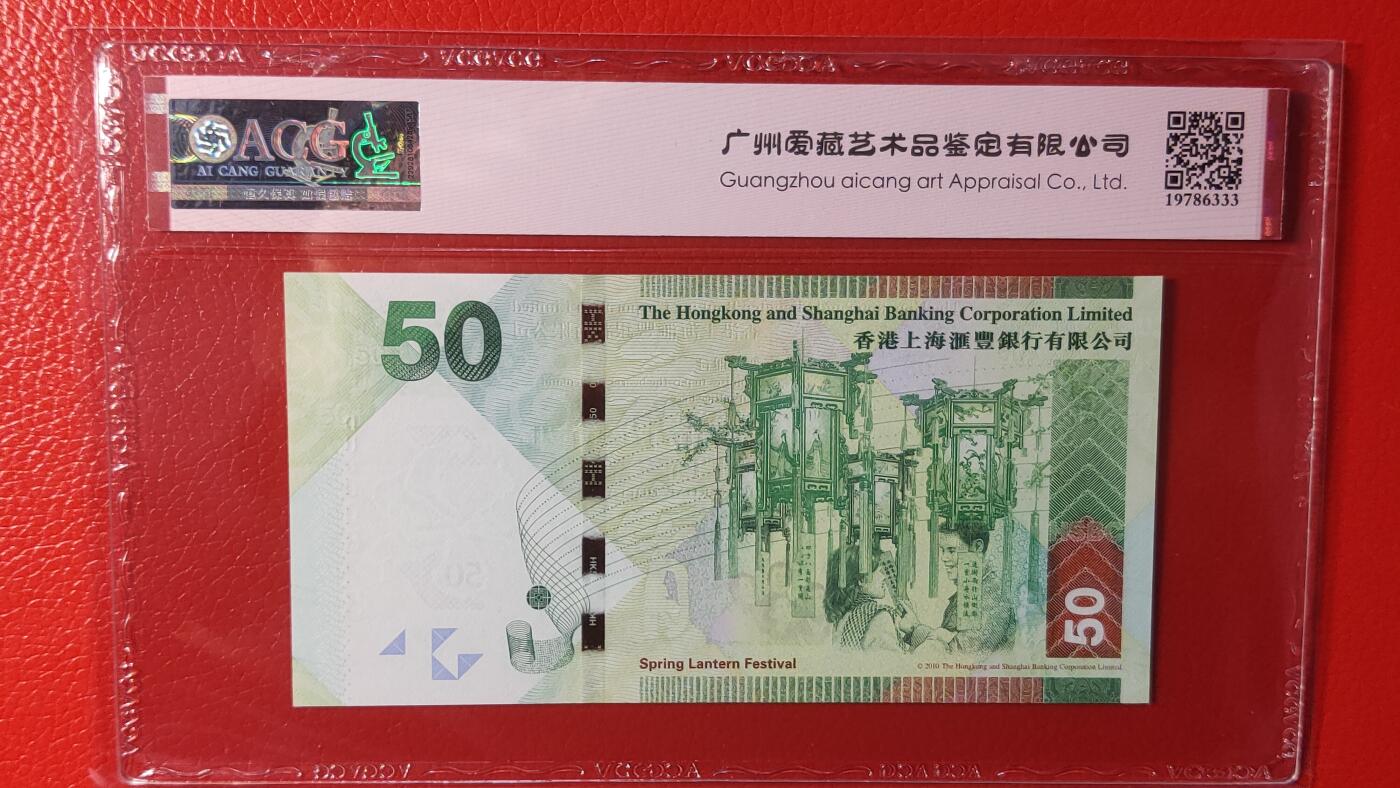 ACG
AI CANG GUARANTY
广州爱藏艺术品鉴定有限公司
Guangzhou aicang art Appraisal Co., Ltd.
19786333
50
The Hongkong and Shanghai Banking Corporation Limited
香港上海滙豐銀行有限公司
50
Spring Lantern Festival
© 2010 The Hongkong and Shanghai Banking Corporation Limited